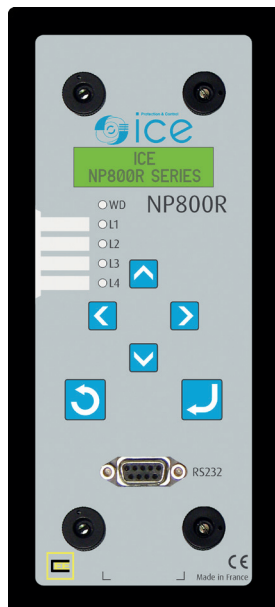 Protection & Control
ice
ICE
NP800R SERIES
WD NP800R
L1
L2
L3
L4
RS232
CE
Made in France